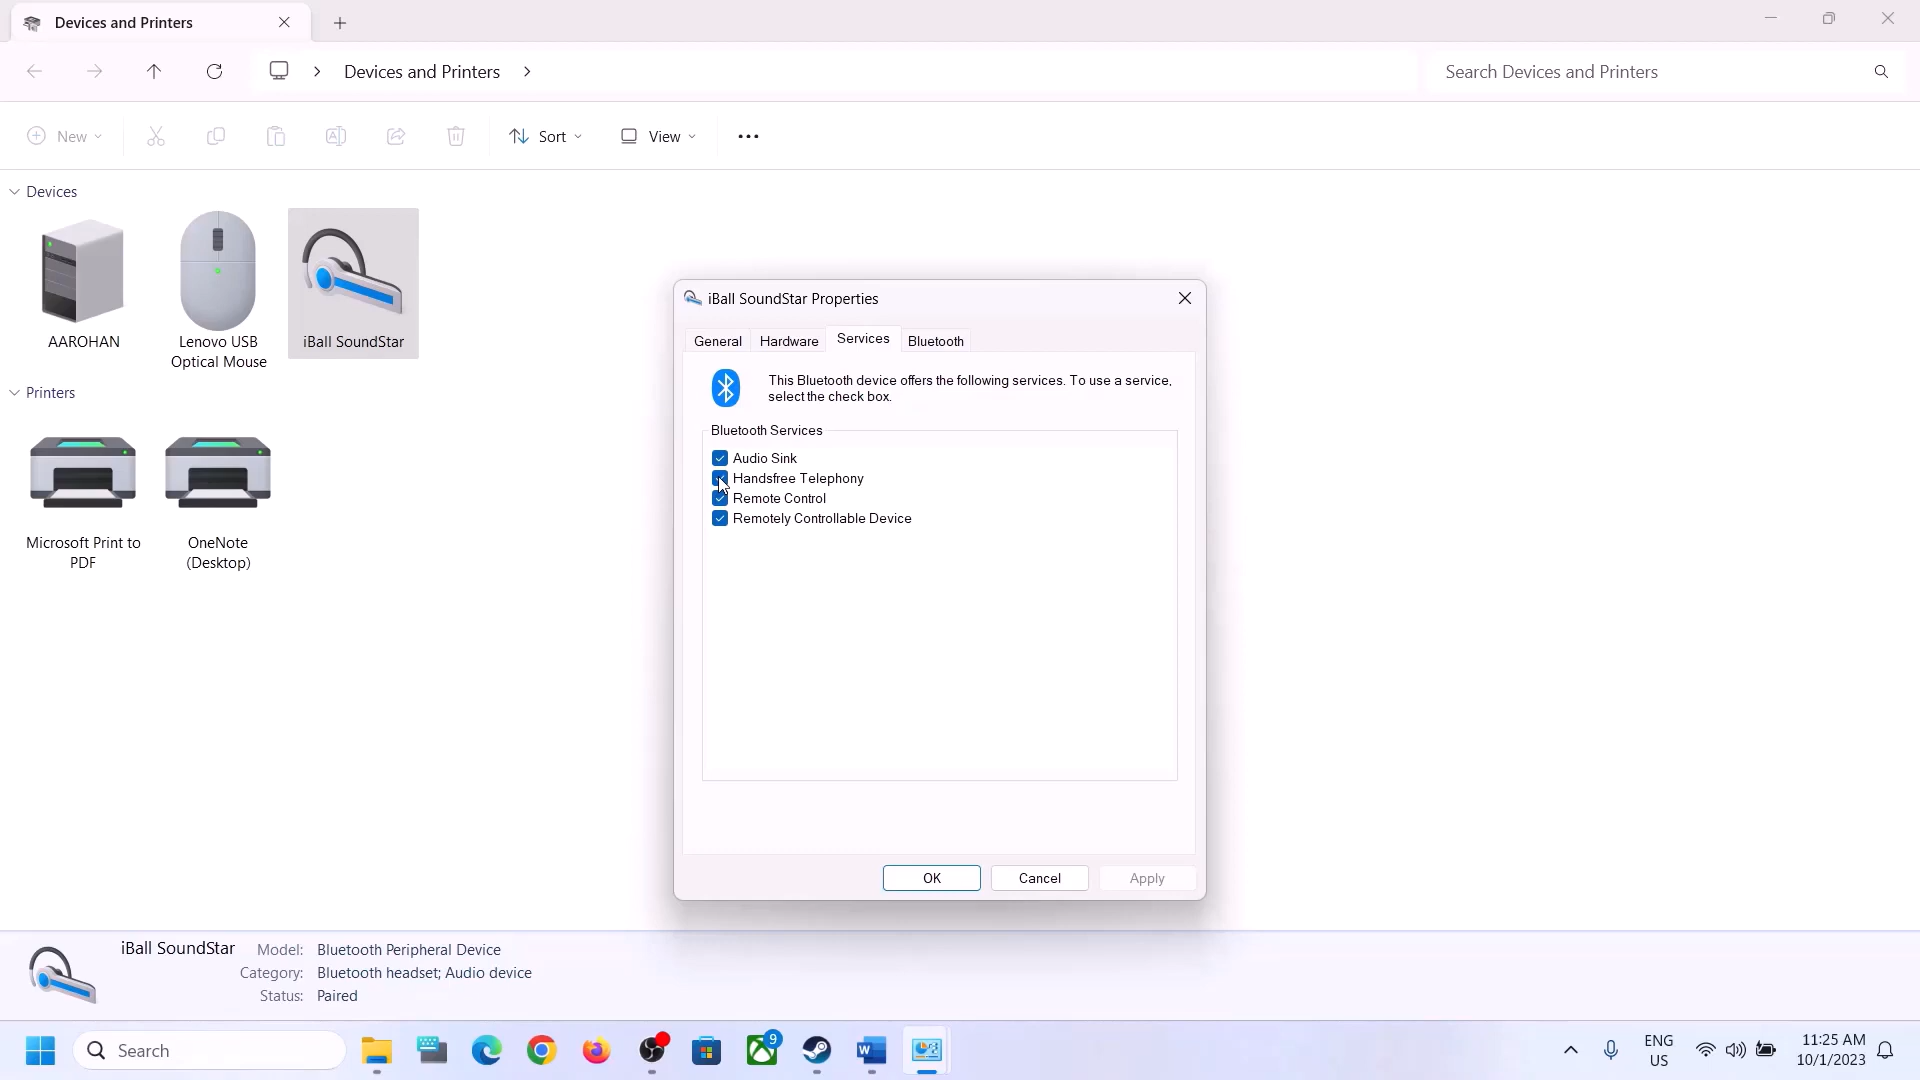 Devices and Printers
Devices and Printers
Search Devices and Printers
New
Sort
View
Devices
AAROHAN
Lenovo USB
Optical Mouse
iBall SoundStar
Printers
Microsoft Print to
PDF
OneNote
(Desktop)
iBall SoundStar Properties
General Hardware Services Bluetooth
This Bluetooth device offers the following services. To use a service,
select the check box.
Bluetooth Services
Audio Sink
Handsfree Telephony
Remote Control
Remotely Controllable Device
OK Cancel Apply
iBall SoundStar Model: Bluetooth Peripheral Device
Category: Bluetooth headset; Audio device
Status: Paired
Search
9
ENG
US
11:25 AM
10/1/2023